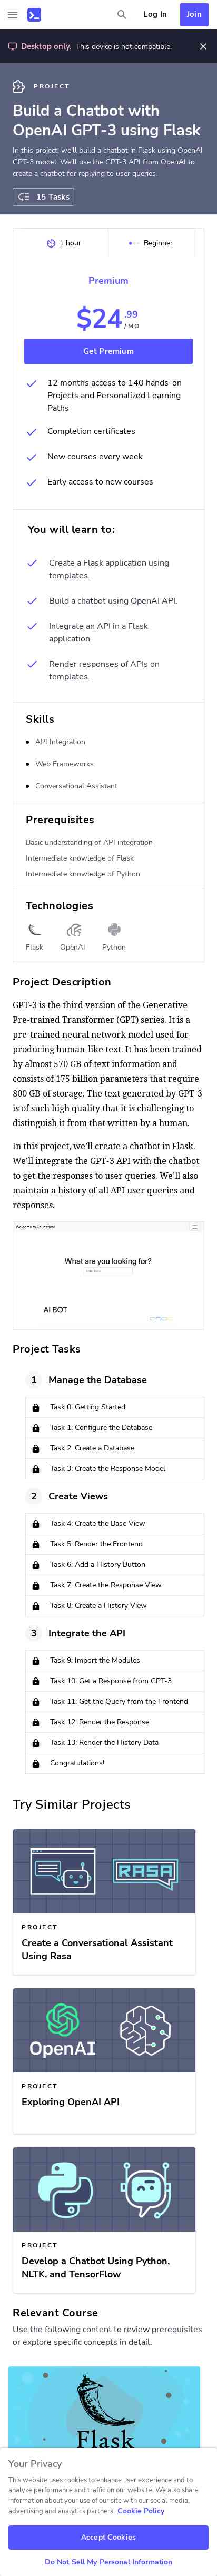 Log In
Join
Desktop only. This device is not compatible.
PROJECT
Build a Chatbot with
OpenAI GPT-3 using Flask
In this project, we'll build a chatbot in Flask using OpenAI
GPT-3 model. We'll use the GPT-3 API from OpenAI to
create a chatbot for replying to user queries.
15 Tasks
1 hour
Beginner
Premium
$24.99
/ MO
Get Premium
12 months access to 140 hands-on
Projects and Personalized Learning
Paths
Completion certificates
New courses every week
Early access to new courses
You will learn to:
Create a Flask application using
templates.
Build a chatbot using OpenAI API.
Integrate an API in a Flask
application.
Render responses of APIs on
templates.
Skills
API Integration
Web Frameworks
Conversational Assistant
Prerequisites
Basic understanding of API integration
Intermediate knowledge of Flask
Intermediate knowledge of Python
Technologies
Flask
OpenAI
Python
Project Description
GPT-3 is the third version of the Generative
Pre-trained Transformer (GPT) series. It is a
pre-trained neural network model used for
producing human-like text. It has been trained
by almost 570 GB of text information and
consists of 175 billion parameters that require
800 GB of storage. The text generated by GPT-3
is of such high quality that it is challenging to
distinguish it from that written by a human.
In this project, we'll create a chatbot in Flask.
We'll integrate the GPT-3 API with the chatbot
to get the responses to user queries. We'll also
maintain a history of all API user queries and
responses.
What are you looking for?
AI BOT
Project Tasks
1
Manage the Database
Task 0: Getting Started
Task 1: Configure the Database
Task 2: Create a Database
Task 3: Create the Response Model
2
Create Views
Task 4: Create the Base View
Task 5: Render the Frontend
Task 6: Add a History Button
Task 7: Create the Response View
Task 8: Create a History View
3
Integrate the API
Task 9: Import the Modules
Task 10: Get a Response from GPT-3
Task 11: Get the Query from the Frontend
Task 12: Render the Response
Task 13: Render the History Data
Congratulations!
Try Similar Projects
RASA
PROJECT
Create a Conversational Assistant
Using Rasa
OpenAI
PROJECT
Exploring OpenAI API
PROJECT
Develop a Chatbot Using Python,
NLTK, and TensorFlow
Relevant Course
Use the following content to review prerequisites
or explore specific concepts in detail.
Flask
Your Privacy
This website uses cookies to enhance user experience and to
analyze performance and traffic on our website. We also share
information about your use of our site with our social media,
advertising and analytics partners. Cookie Policy
Accept Cookies
Do Not Sell My Personal Information